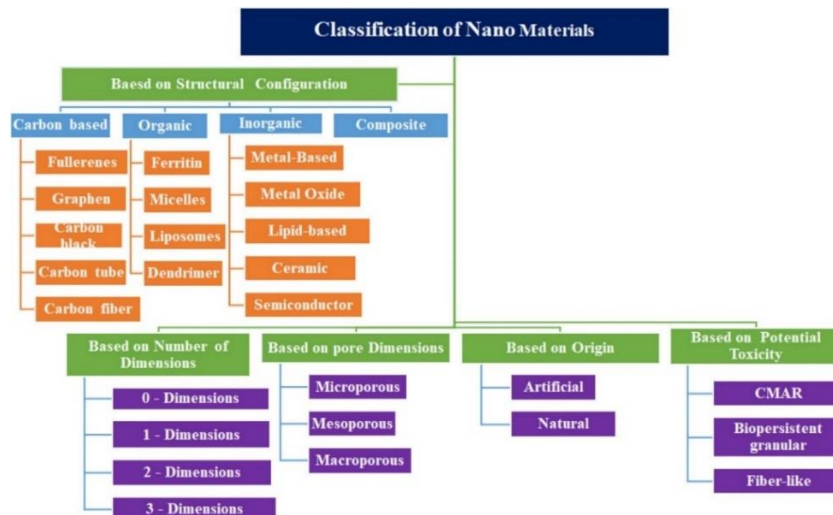 Classification of Nano Materials
Baesd on Structural Configuration
Carbon based
Organic
Inorganic
Composite
Fullerenes
Graphen
Carbon
black
Carbon tube
Carbon fiber
Ferritin
Micelles
Liposomes
Dendrimer
Metal-Based
Metal Oxide
Lipid-based
Ceramic
Semiconductor
Based on Number of
Dimensions
0 - Dimensions
1 - Dimensions
2 - Dimensions
3 - Dimensions
Based on pore Dimensions
Microporous
Mesoporous
Macroporous
Based on Origin
Artificial
Natural
Based on Potential
Toxicity
CMAR
Biopersistent
granular
Fiber-like